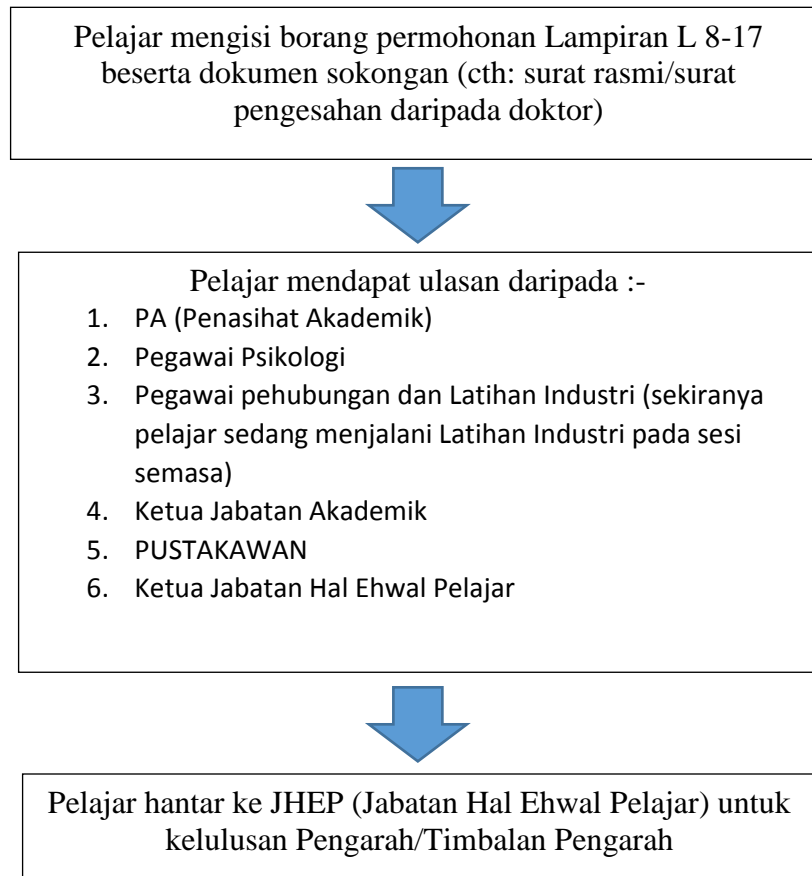 Pelajar mengisi borang permohonan Lampiran L 8-17
beserta dokumen sokongan (cth: surat rasmi/surat
pengesahan daripada doktor)
Pelajar mendapat ulasan daripada :-
1. PA (Penasihat Akademik)
2. Pegawai Psikologi
3. Pegawai pehubungan dan Latihan Industri (sekiranya
pelajar sedang menjalani Latihan Industri pada sesi
semasa)
4. Ketua Jabatan Akademik
5. PUSTAKAWAN
6. Ketua Jabatan Hal Ehwal Pelajar
Pelajar hantar ke JHEP (Jabatan Hal Ehwal Pelajar) untuk
kelulusan Pengarah/Timbalan Pengarah